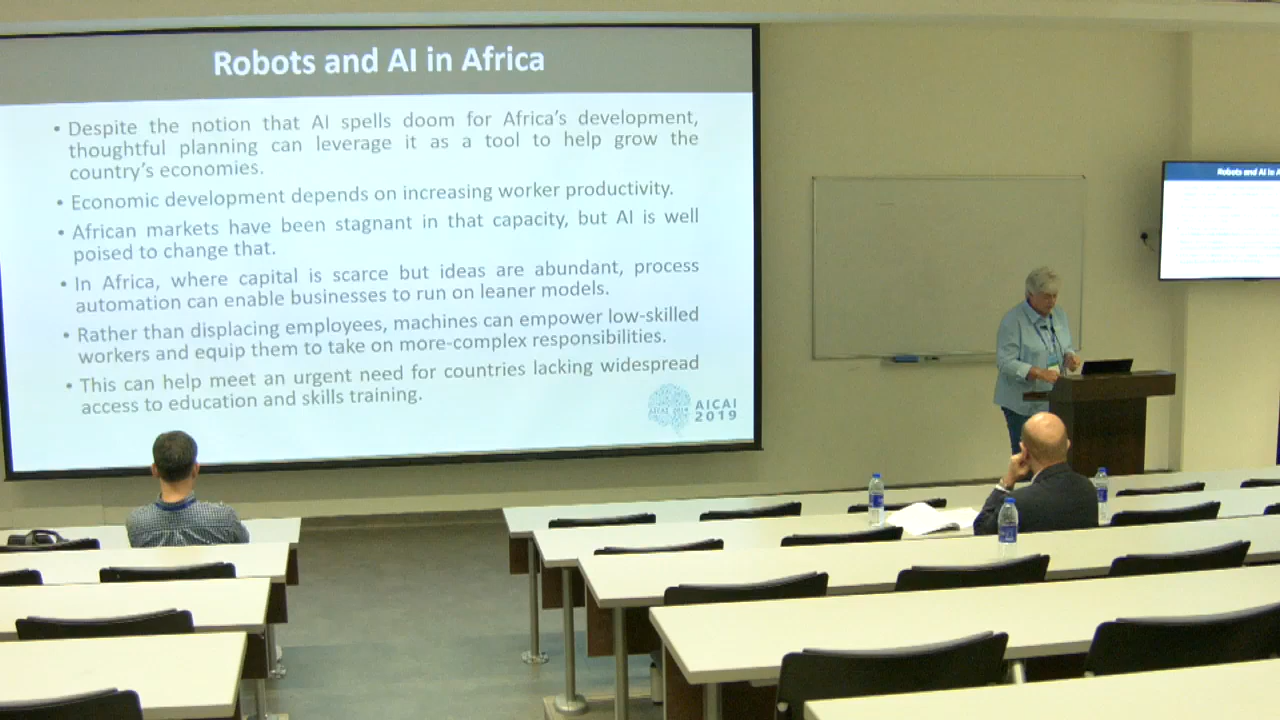 Robots and AI in Africa
• Despite the notion that AI spells doom for Africa's development,
thoughtful planning can leverage it as a tool to help grow the
country's economies.
• Economic development depends on increasing worker productivity.
• African markets have been stagnant in that capacity, but AI is well
poised to change that.
• In Africa, where capital is scarce but ideas are abundant, process
automation can enable businesses to run on leaner models.
• Rather than displacing employees, machines can empower low-skilled
workers and equip them to take on more-complex responsibilities.
• This can help meet an urgent need for countries lacking widespread
access to education and skills training.
AICAI 2019
AICAI
2019
Robots and AI in A